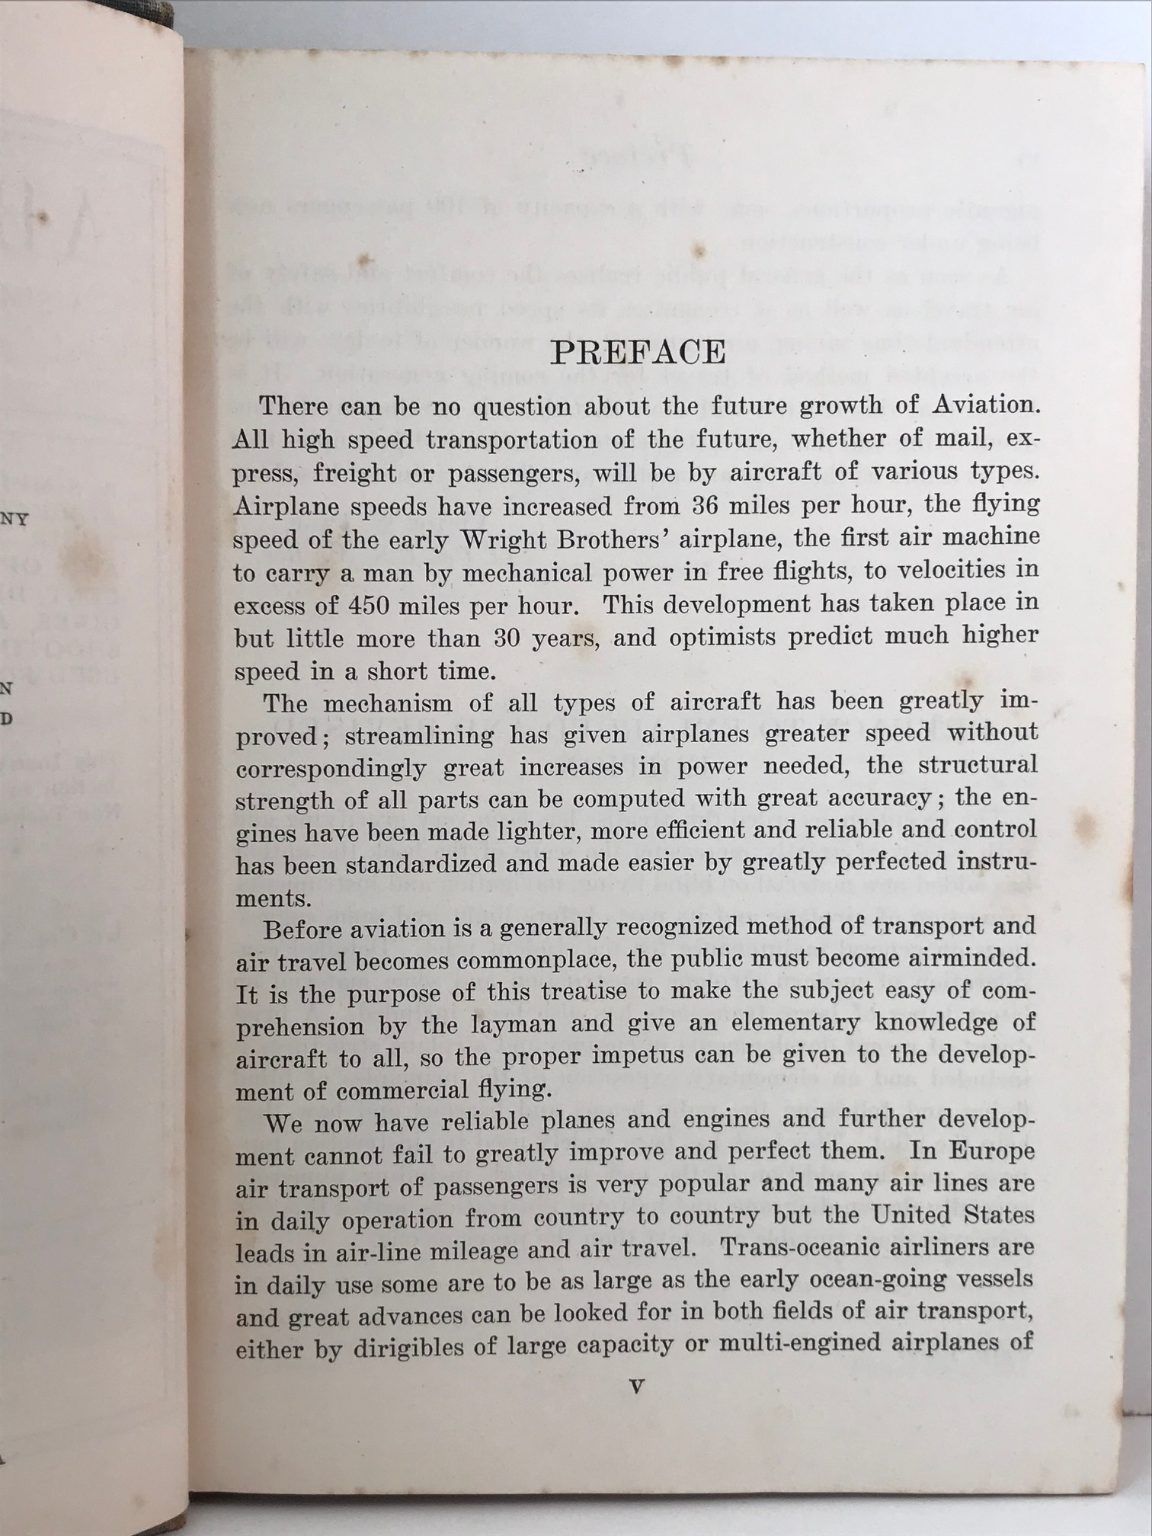 NY
N
D
PREFACE
There can be no question about the future growth of Aviation.
All high speed transportation of the future, whether of mail, ex-
press, freight or passengers, will be by aircraft of various types.
Airplane speeds have increased from 36 miles per hour, the flying
speed of the early Wright Brothers' airplane, the first air machine
to carry a man by mechanical power in free flights, to velocities in
excess of 450 miles per hour. This development has taken place in
but little more than 30 years, and optimists predict much higher
speed in a short time.
The mechanism of all types of aircraft has been greatly im-
proved; streamlining has given airplanes greater speed without
correspondingly great increases in power needed, the structural
strength of all parts can be computed with great accuracy; the en-
gines have been made lighter, more efficient and reliable and control
has been standardized and made easier by greatly perfected instru-
ments.
Before aviation is a generally recognized method of transport and
air travel becomes commonplace, the public must become airminded.
It is the purpose of this treatise to make the subject easy of com-
prehension by the layman and give an elementary knowledge of
aircraft to all, so the proper impetus can be given to the develop-
ment of commercial flying.
We now have reliable planes and engines and further develop-
ment cannot fail to greatly improve and perfect them. In Europe
air transport of passengers is very popular and many air lines are
in daily operation from country to country but the United States
leads in air-line mileage and air travel. Trans-oceanic airliners are
in daily use some are to be as large as the early ocean-going vessels
and great advances can be looked for in both fields of air transport,
either by dirigibles of large capacity or multi-engined airplanes of
v